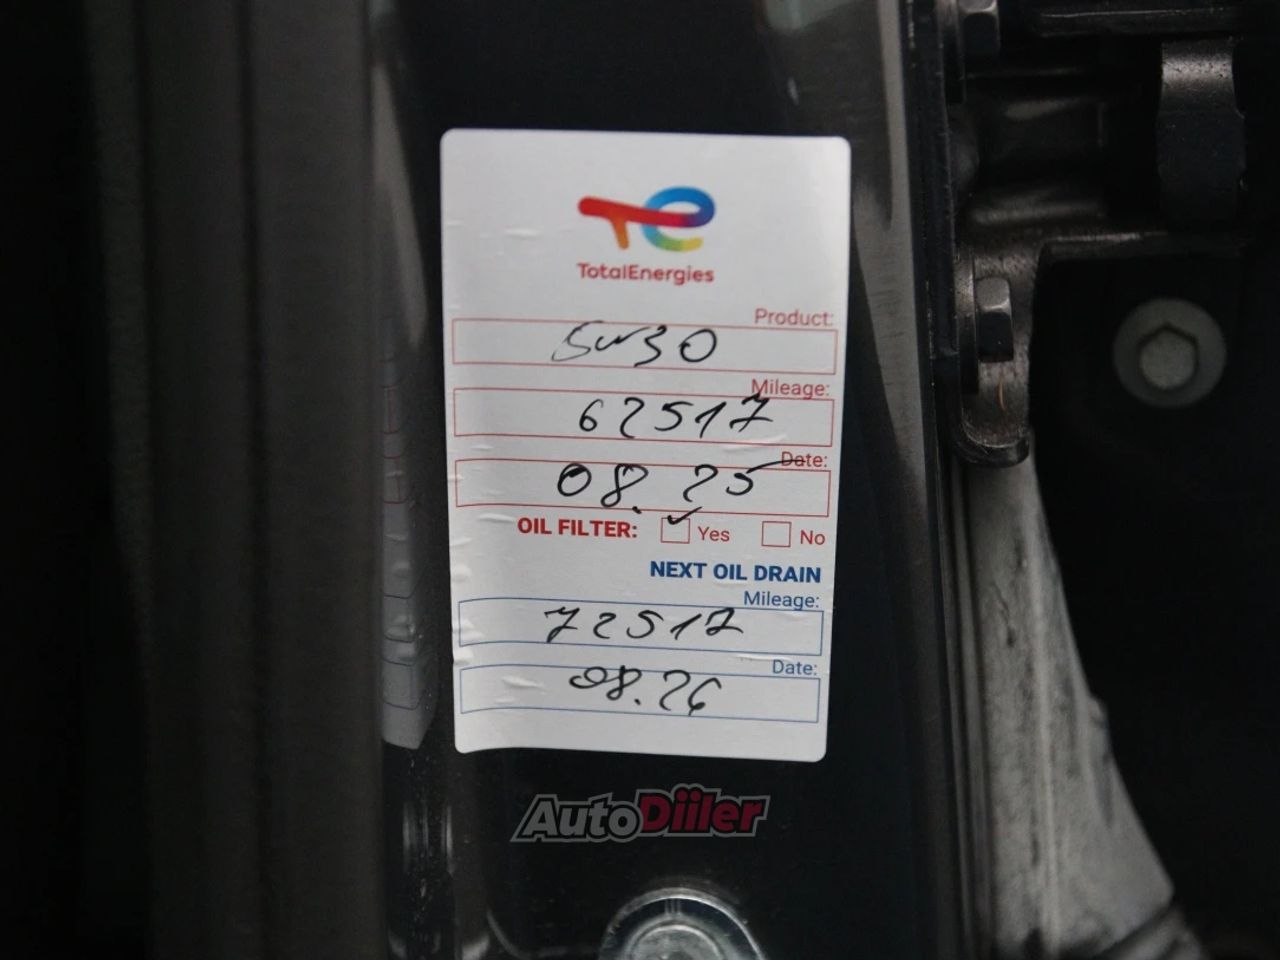 TotalEnergies
Product:
5w30
Mileage:
62517
Date:
08.25
OIL FILTER: Yes No
NEXT OIL DRAIN
Mileage:
72517
Date:
08.26
AutoDiiler